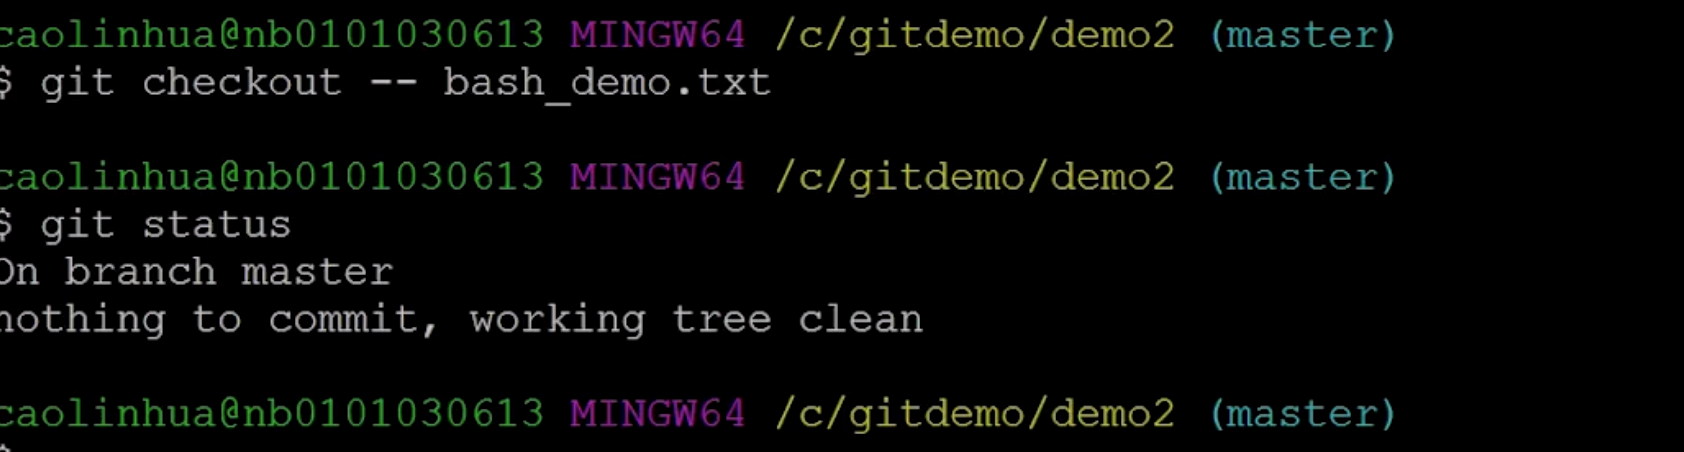 caolinhua@nb0101030613 MINGW64 /c/gitdemo/demo2 (master)
$ git checkout -- bash_demo.txt
caolinhua@nb0101030613 MINGW64 /c/gitdemo/demo2 (master)
$ git status
On branch master
nothing to commit, working tree clean
caolinhua@nb0101030613 MINGW64 /c/gitdemo/demo2 (master)